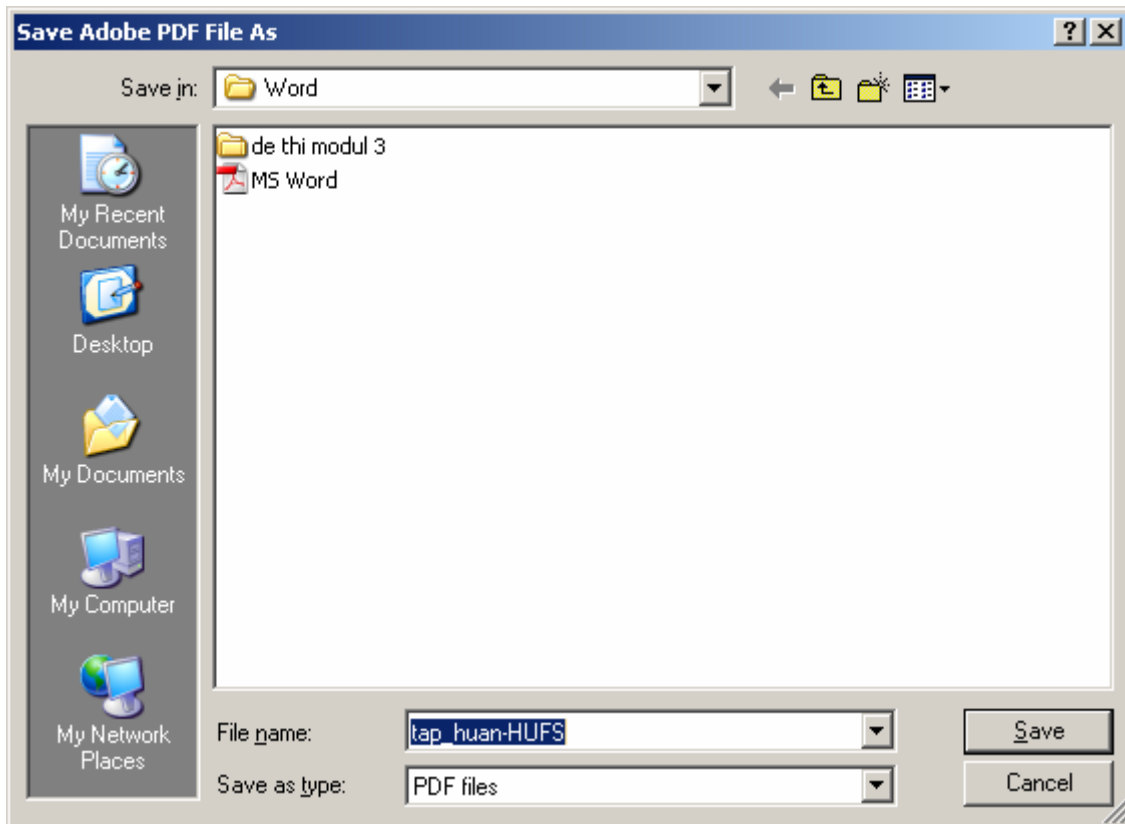 Save Adobe PDF File As
Save in: Word
de thi modul 3
MS Word
My Recent
Documents
Desktop
My Documents
My Computer
My Network
Places
File name: tap_huan-HUFS Save
Save as type: PDF files Cancel